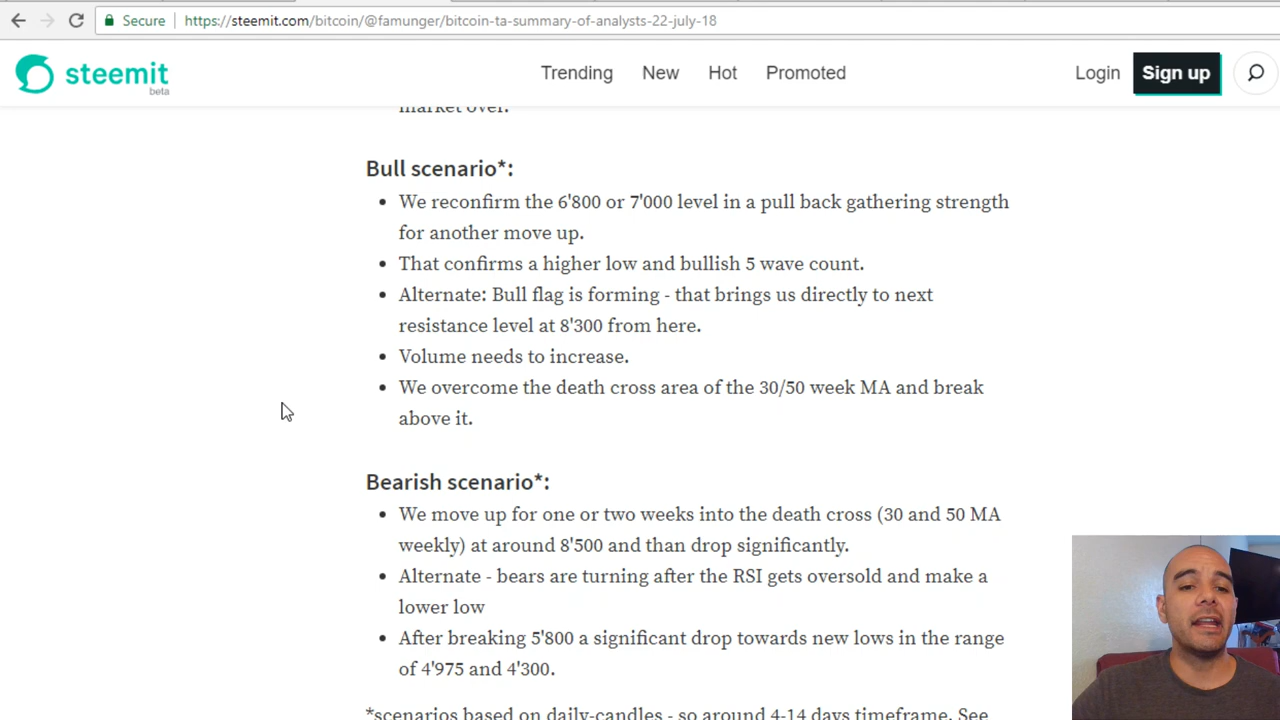 Secure https://steemit.com/bitcoin/@famunger/bitcoin-ta-summary-of-analysts-22-july-18
steemit
beta
Trending New Hot Promoted
Login Sign up
market over.
Bull scenario*:
• We reconfirm the 6'800 or 7'000 level in a pull back gathering strength
for another move up.
• That confirms a higher low and bullish 5 wave count.
• Alternate: Bull flag is forming - that brings us directly to next
resistance level at 8'300 from here.
• Volume needs to increase.
• We overcome the death cross area of the 30/50 week MA and break
above it.
Bearish scenario*:
• We move up for one or two weeks into the death cross (30 and 50 MA
weekly) at around 8'500 and than drop significantly.
• Alternate - bears are turning after the RSI gets oversold and make a
lower low
• After breaking 5'800 a significant drop towards new lows in the range
of 4'975 and 4'300.
*scenarios based on daily-candles - so around 4-14 days timeframe. See